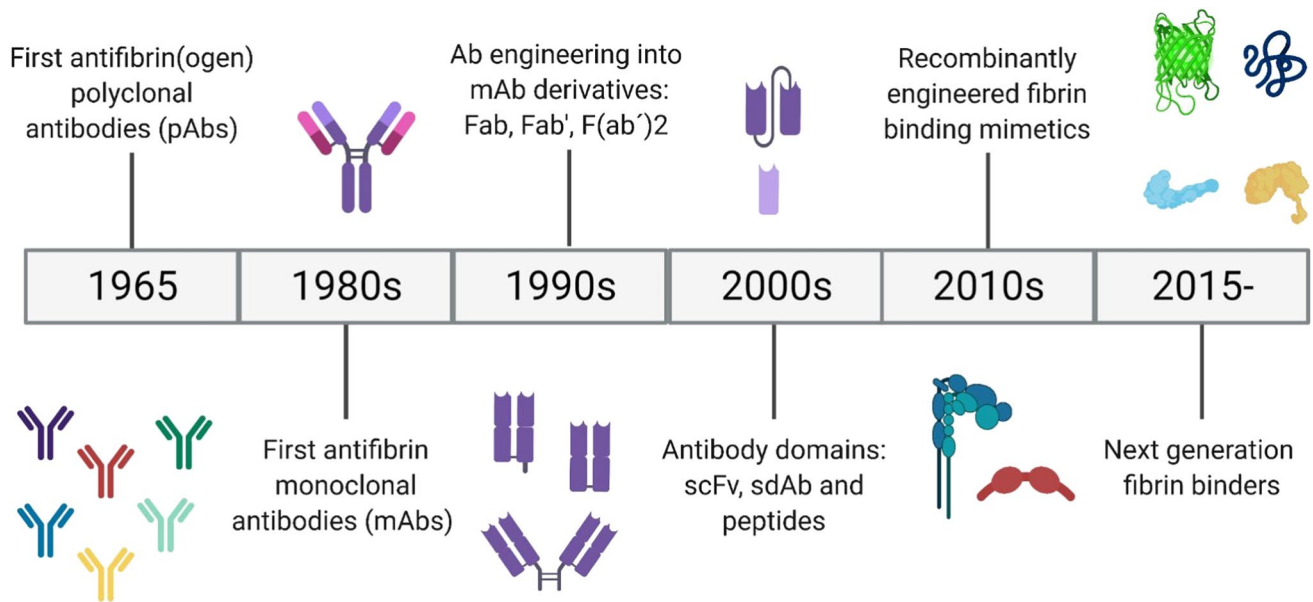 First antifibrin(ogen)
polyclonal
antibodies (pAbs)
Ab engineering into
mAb derivatives:
Fab, Fab', F(ab´)2
Recombinantly
engineered fibrin
binding mimetics
1965
1980s
1990s
2000s
2010s
2015-
First antifibrin
monoclonal
antibodies (mAbs)
Antibody domains:
scFv, sdAb and
peptides
Next generation
fibrin binders